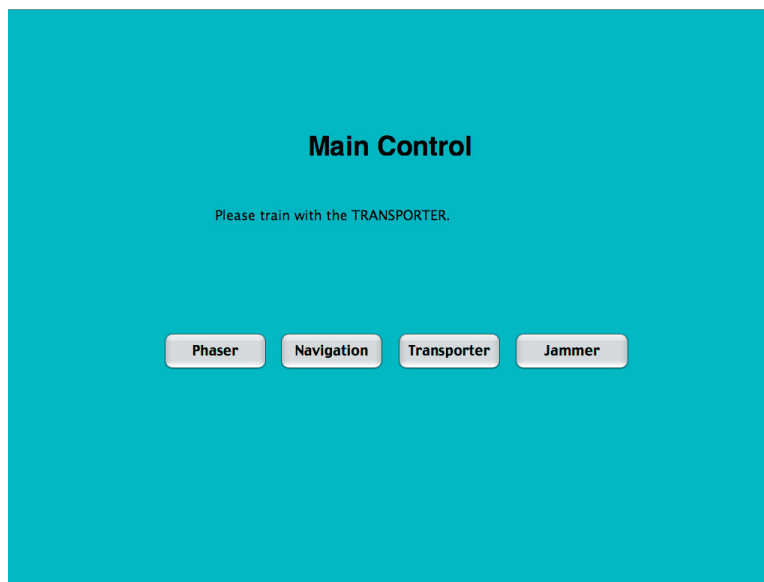 Main Control
Please train with the TRANSPORTER.
Phaser Navigation Transporter Jammer